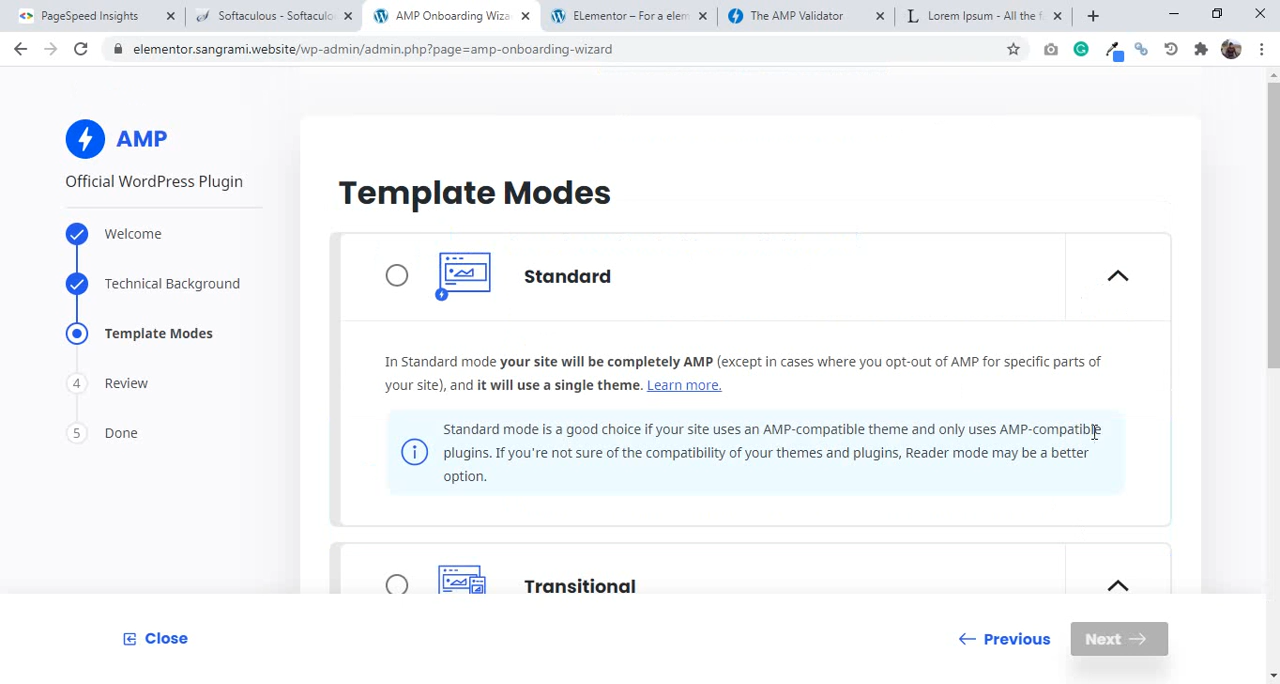 PageSpeed Insights
Softaculous - Softaculo
AMP Onboarding Wiza
ELementor – For a elem
The AMP Validator
Lorem Ipsum - All the f
elementor.sangrami.website/wp-admin/admin.php?page=amp-onboarding-wizard
AMP
Official WordPress Plugin
Welcome
Technical Background
Template Modes
4 Review
5 Done
Template Modes
Standard
In Standard mode your site will be completely AMP (except in cases where you opt-out of AMP for specific parts of
your site), and it will use a single theme. Learn more.
Standard mode is a good choice if your site uses an AMP-compatible theme and only uses AMP-compatible
plugins. If you're not sure of the compatibility of your themes and plugins, Reader mode may be a better
option.
Transitional
Close
Previous
Next